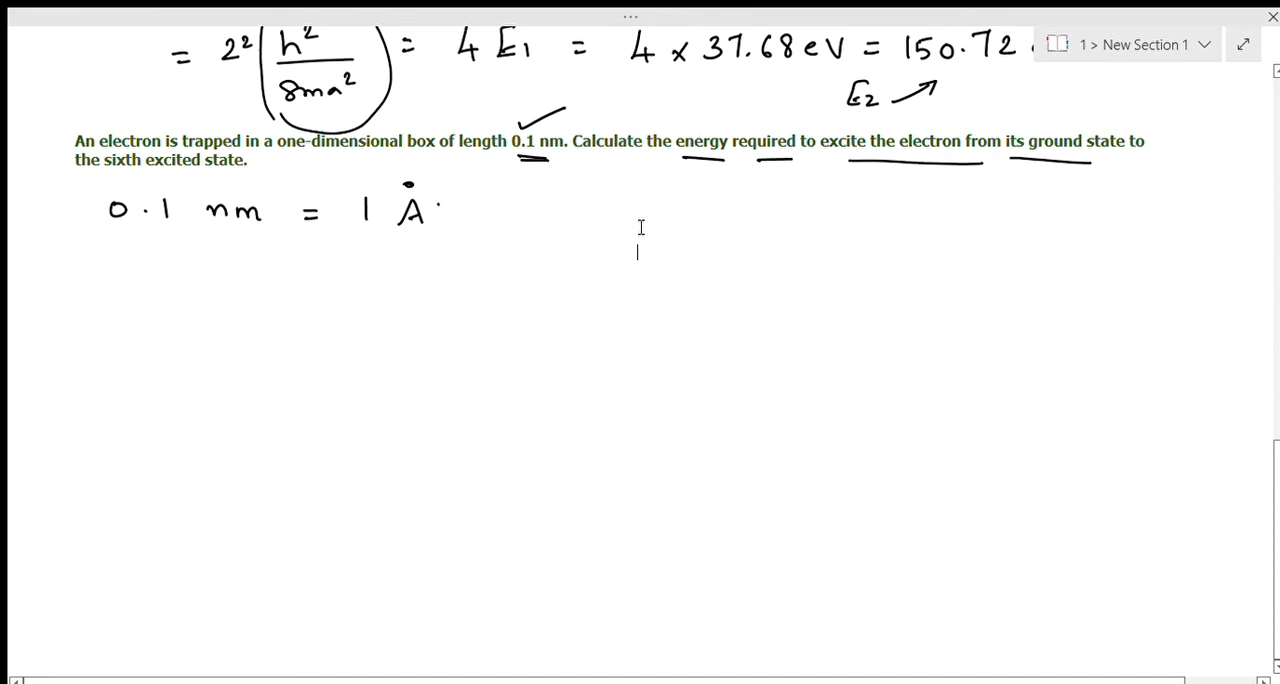 = 2² ( h² / 8ma² ) = 4 E₁ = 4 × 37.68 eV = 150.72
1 > New Section 1
E₂
An electron is trapped in a one-dimensional box of length 0.1 nm. Calculate the energy required to excite the electron from its ground state to
the sixth excited state.
0.1 nm = 1 Å.